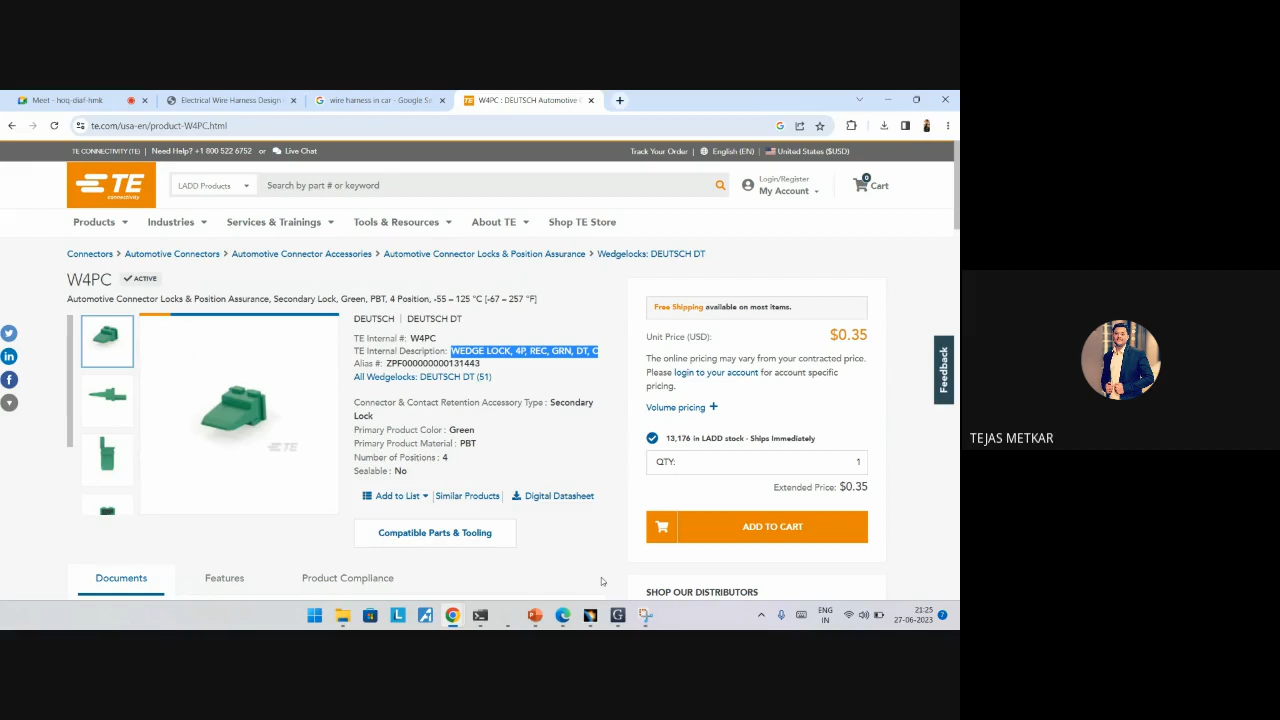 Meet - hoq-diaf-hmk
Electrical Wire Harness Design
wire harness in car - Google Se
W4PC : DEUTSCH Automotive C
te.com/usa-en/product-W4PC.html
TE CONNECTIVITY (TE) | Need Help? +1 800 522 6752 or Live Chat
Track Your Order | English (EN) | United States ($USD)
TE connectivity
LADD Products
Search by part # or keyword
Login/Register
My Account
0
Cart
Products
Industries
Services & Trainings
Tools & Resources
About TE
Shop TE Store
Connectors > Automotive Connectors > Automotive Connector Accessories > Automotive Connector Locks & Position Assurance > Wedgelocks: DEUTSCH DT
W4PC
ACTIVE
Automotive Connector Locks & Position Assurance, Secondary Lock, Green, PBT, 4 Position, -55 – 125 °C [-67 – 257 °F]
DEUTSCH | DEUTSCH DT
TE Internal #: W4PC
TE Internal Description: WEDGE LOCK, 4P, REC, GRN, DT, C
Alias #: ZPF000000000131443
All Wedgelocks: DEUTSCH DT (51)
Connector & Contact Retention Accessory Type : Secondary
Lock
Primary Product Color : Green
Primary Product Material : PBT
Number of Positions : 4
Sealable : No
Add to List
Similar Products
Digital Datasheet
Compatible Parts & Tooling
TE
Free Shipping available on most items.
Unit Price (USD): $0.35
The online pricing may vary from your contracted price.
Please login to your account for account specific
pricing.
Volume pricing +
13,176 in LADD stock - Ships Immediately
QTY: 1
Extended Price: $0.35
ADD TO CART
SHOP OUR DISTRIBUTORS
Feedback
Documents
Features
Product Compliance
ENG
IN
21:25
27-06-2023
7
TEJAS METKAR